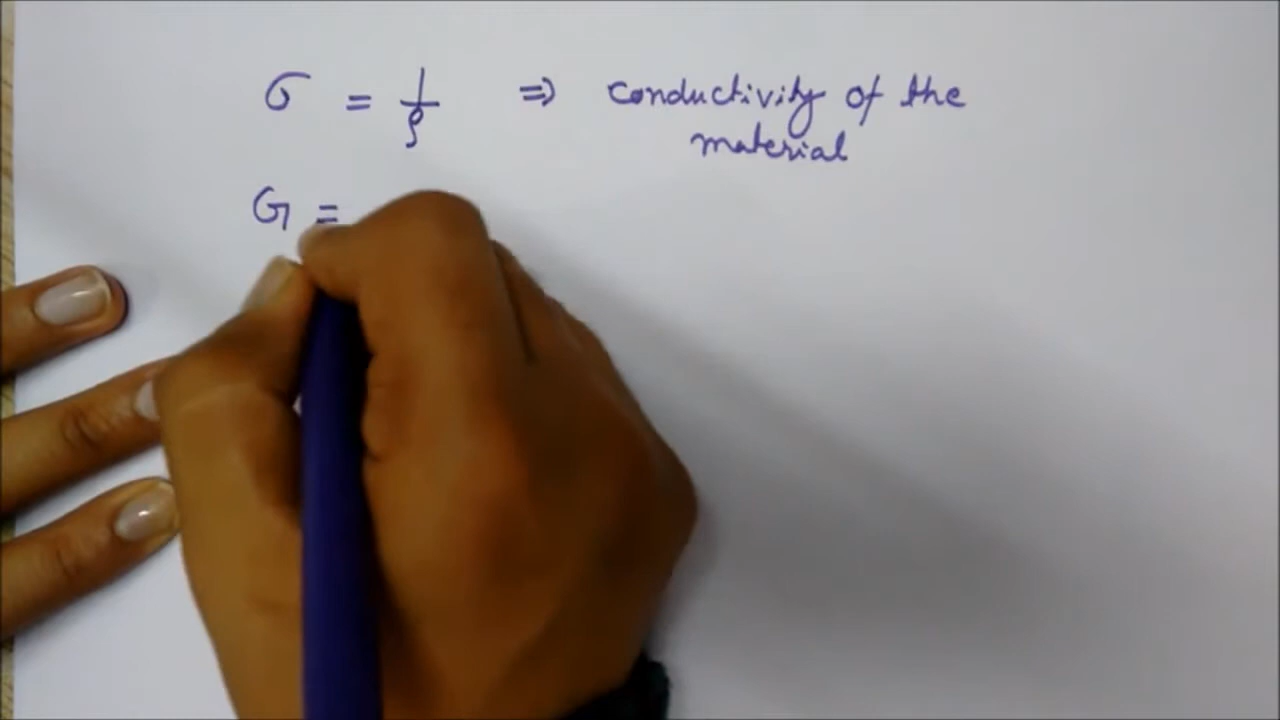 σ = 1/ρ ⇒ conductivity of the
material
G =